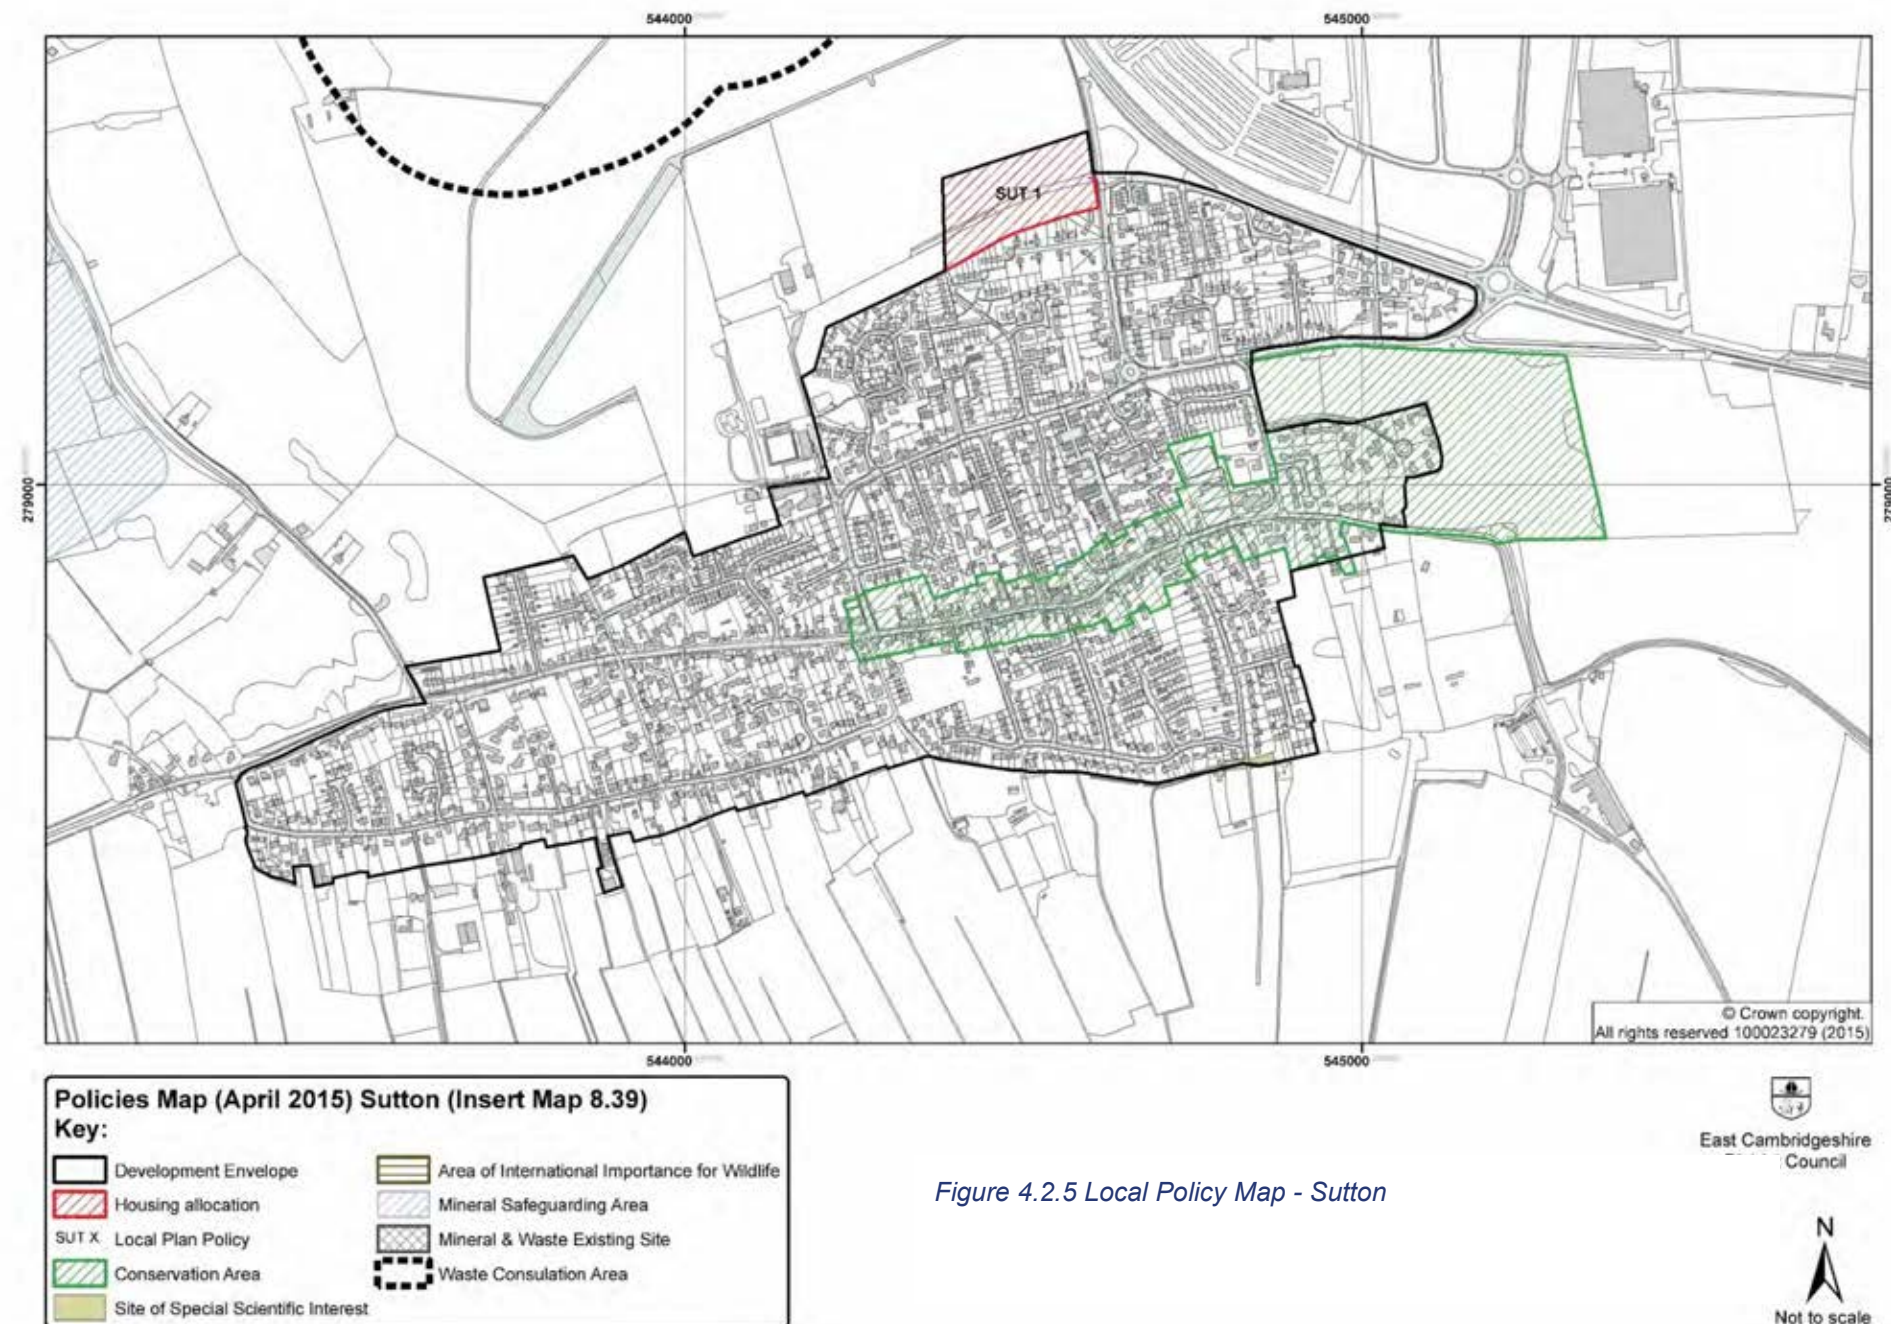 544000
545000
SUT 1
279000
279000
© Crown copyright.
All rights reserved 100023279 (2015)
544000
545000
Policies Map (April 2015) Sutton (Insert Map 8.39)
Key:
Development Envelope
Housing allocation
SUT X Local Plan Policy
Conservation Area
Site of Special Scientific Interest
Area of International Importance for Wildlife
Mineral Safeguarding Area
Mineral & Waste Existing Site
Waste Consulation Area
Figure 4.2.5 Local Policy Map - Sutton
East Cambridgeshire
Council
N
Not to scale